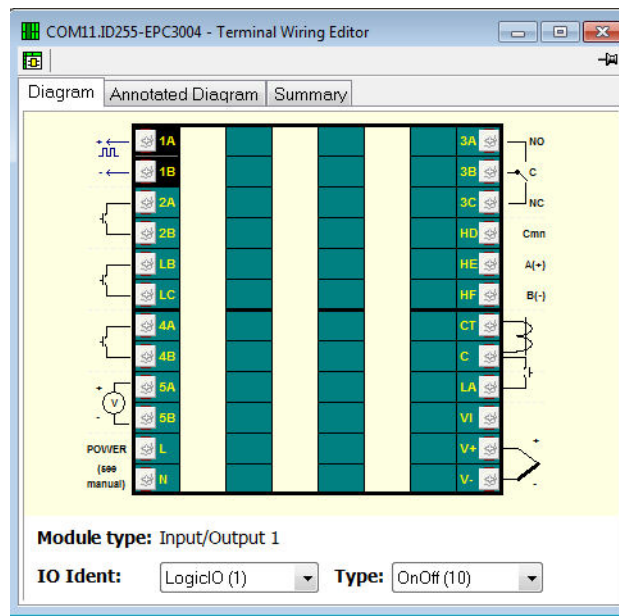 COM11.ID255-EPC3004 - Terminal Wiring Editor
Diagram Annotated Diagram Summary
+ 1A 3A NO
- 1B 3B C
2A 3C NC
2B HD Cmn
LB HE A(+)
LC HF B(-)
4A CT
4B C
+ 5A LA
V
- 5B VI
POWER L V+ +
(see
manual) N V- -
Module type: Input/Output 1
IO Ident: LogicIO (1) Type: OnOff (10)